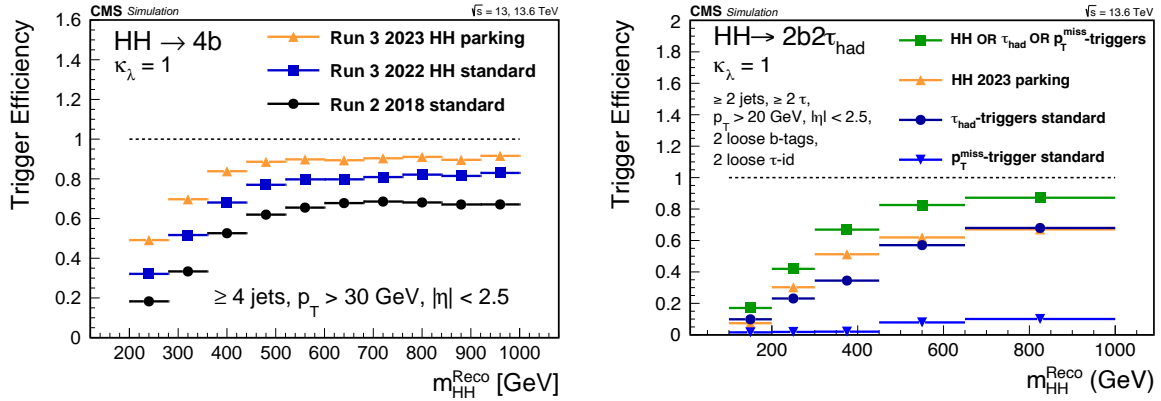 CMS Simulation
√s = 13, 13.6 TeV
HH → 4b
κλ = 1
Run 3 2023 HH parking
Run 3 2022 HH standard
Run 2 2018 standard
≥ 4 jets, pT > 30 GeV, |η| < 2.5
Trigger Efficiency
1.6
1.4
1.2
1
0.8
0.6
0.4
0.2
0
200 300 400 500 600 700 800 900 1000
mHH^Reco [GeV]
CMS Simulation
√s = 13.6 TeV
HH→ 2b2τhad
κλ = 1
≥ 2 jets, ≥ 2 τ,
pT > 20 GeV, |η| < 2.5,
2 loose b-tags,
2 loose τ-id
HH OR τhad OR pT^miss-triggers
HH 2023 parking
τhad-triggers standard
pT^miss-trigger standard
Trigger Efficiency
2
1.8
1.6
1.4
1.2
1
0.8
0.6
0.4
0.2
0
200 400 600 800 1000
mHH^Reco (GeV)